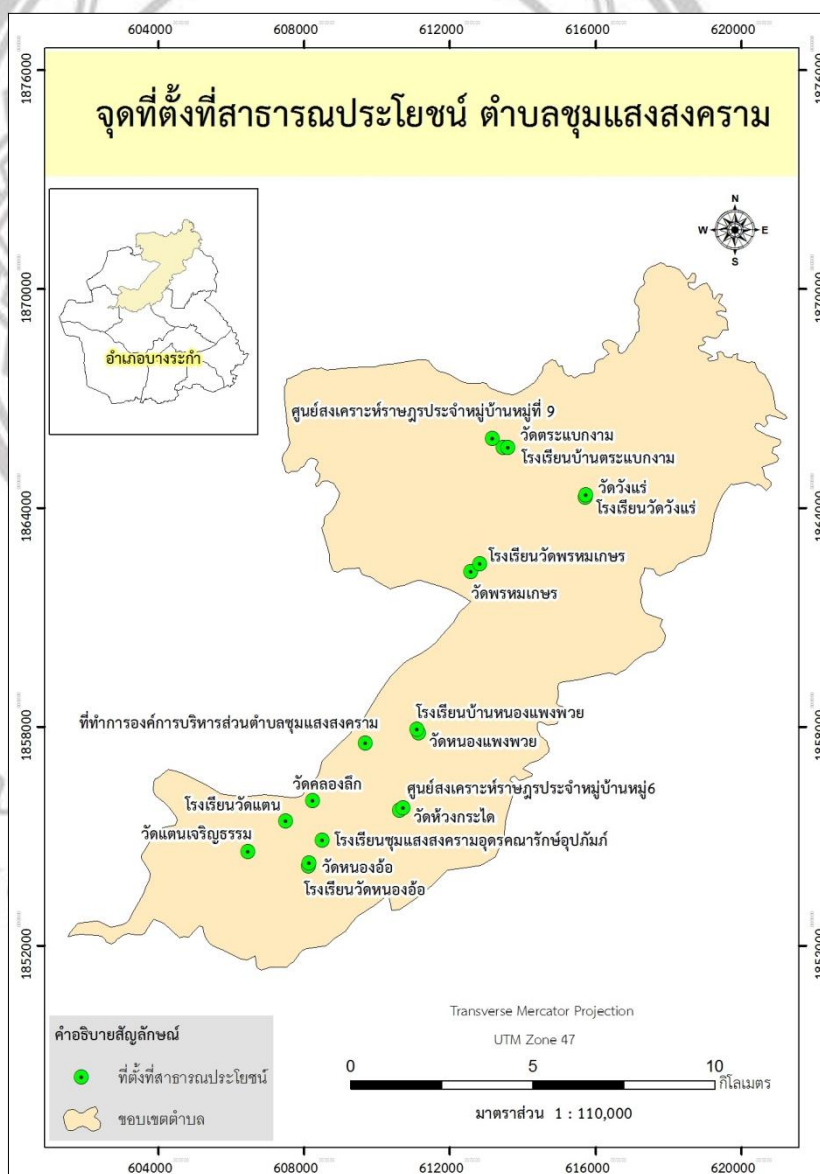 604000 608000 612000 616000 620000
1876000 1876000
จุดที่ตั้งที่สาธารณประโยชน์ ตำบลชุมแสงสงคราม
N
W E
S
1870000 1870000
อำเภอบางระกำ
ศูนย์สงเคราะห์ราษฎรประจำหมู่บ้านหมู่ที่ 9
วัดตระแบกงาม
โรงเรียนบ้านตระแบกงาม
วัดวังแร่
โรงเรียนวัดวังแร่
1864000 1864000
โรงเรียนวัดพรหมเกษร
วัดพรหมเกษร
โรงเรียนบ้านหนองแพงพวย
ที่ทำการองค์การบริหารส่วนตำบลชุมแสงสงคราม
วัดหนองแพงพวย
1858000 1858000
วัดคลองลึก
ศูนย์สงเคราะห์ราษฎรประจำหมู่บ้านหมู่6
โรงเรียนวัดแตน
วัดห้วงกระได
วัดแตนเจริญธรรม
โรงเรียนชุมแสงสงครามอุดรคณารักษ์อุปภัมภ์
วัดหนองอ้อ
โรงเรียนวัดหนองอ้อ
1852000 1852000
คำอธิบายสัญลักษณ์
ที่ตั้งที่สาธารณประโยชน์
ขอบเขตตำบล
Transverse Mercator Projection
UTM Zone 47
0 5 10
กิโลเมตร
มาตราส่วน 1 : 110,000
604000 608000 612000 616000 620000